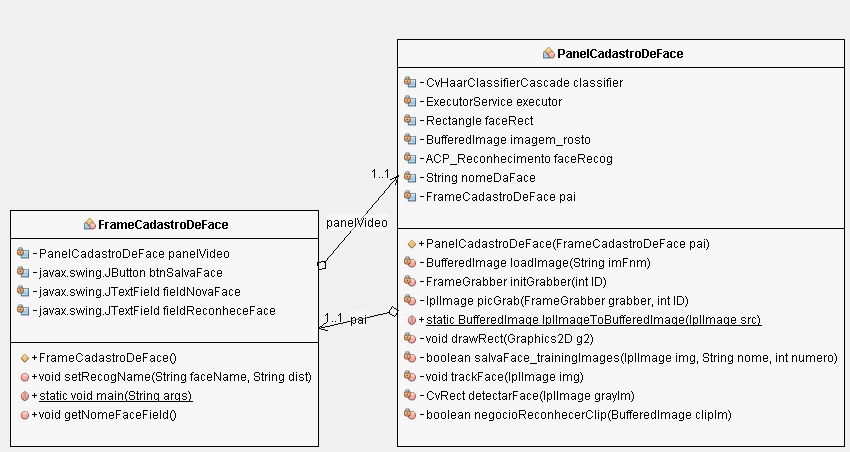 PanelCadastroDeFace
- CvHaarClassifierCascade classifier
- ExecutorService executor
- Rectangle faceRect
- BufferedImage imagem_rosto
- ACP_Reconhecimento faceRecog
- String nomeDaFace
- FrameCadastroDeFace pai
+ PanelCadastroDeFace(FrameCadastroDeFace pai)
- BufferedImage loadImage(String imFnm)
- FrameGrabber initGrabber(int ID)
- IplImage picGrab(FrameGrabber grabber, int ID)
+ static BufferedImage IplImageToBufferedImage(IplImage src)
- void drawRect(Graphics2D g2)
- boolean salvaFace_trainingImages(IplImage img, String nome, int numero)
- void trackFace(IplImage img)
- CvRect detectarFace(IplImage grayIm)
- boolean negocioReconhecerClip(BufferedImage clipIm)
1..1
panelVideo
1..1 pai
FrameCadastroDeFace
- PanelCadastroDeFace panelVideo
- javax.swing.JButton btnSalvaFace
- javax.swing.JTextField fieldNovaFace
- javax.swing.JTextField fieldReconheceFace
+ FrameCadastroDeFace()
+ void setRecogName(String faceName, String dist)
+ static void main(String args)
+ void getNomeFaceField()